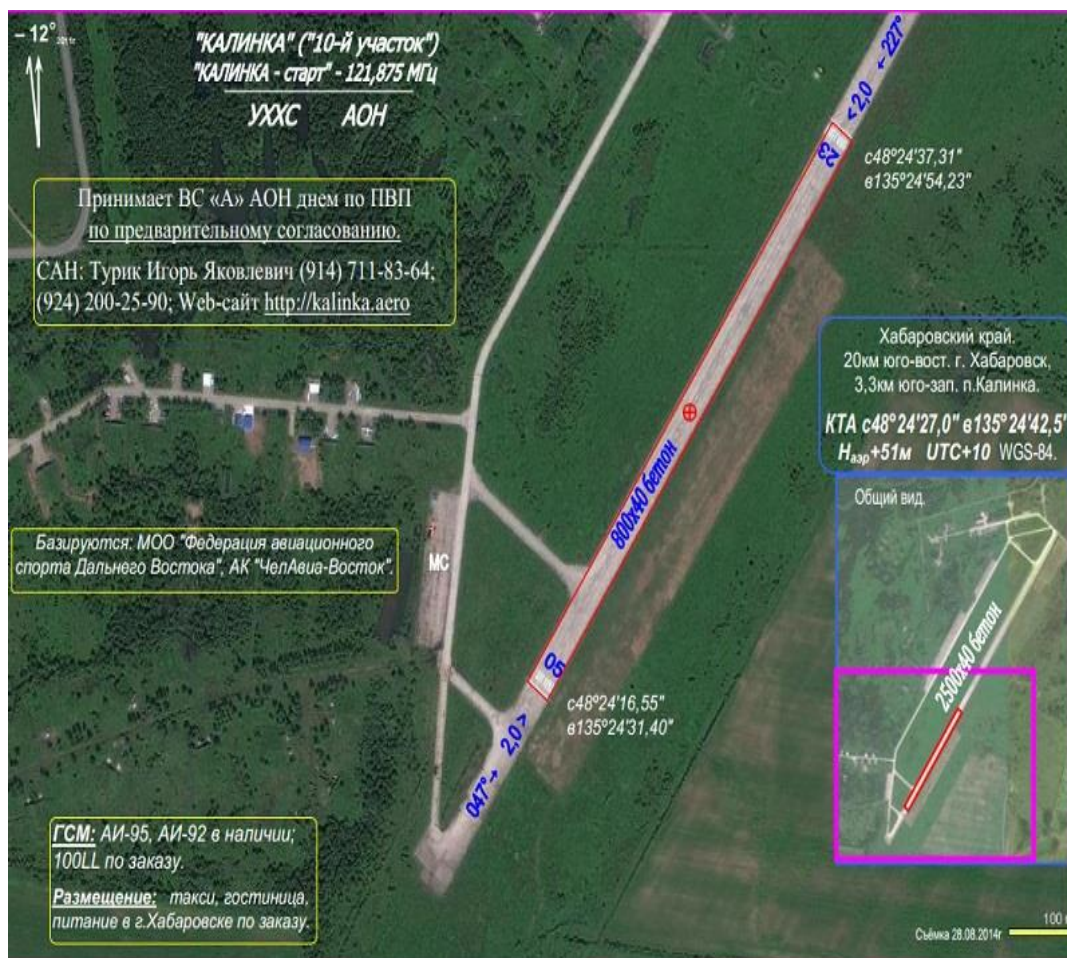 – 12° 2011г
"КАЛИНКА" ("10-й участок")
"КАЛИНКА - старт" - 121,875 МГц
УХХС АОН
Принимает ВС «А» АОН днем по ПВП
по предварительному согласованию.
САН: Турик Игорь Яковлевич (914) 711-83-64;
(924) 200-25-90; Web-сайт http://kalinka.aero
< 2,0 ← 227°
23
с48°24'37,31"
в135°24'54,23"
Хабаровский край.
20км юго-вост. г. Хабаровск,
3,3км юго-зап. п.Калинка.
КТА с48°24'27,0" в135°24'42,5'
Наэр+51м UTC+10 WGS-84.
800х40 бетон
Общий вид.
2500х40 бетон
МС
Базируются: МОО "Федерация авиационного
спорта Дальнего Востока", АК "ЧелАвиа-Восток".
05
с48º24'16,55"
в135°24'31,40"
047°→ 2,0 >
ГСМ: АИ-95, АИ-92 в наличии;
100LL по заказу.
Размещение: такси, гостиница,
питание в г.Хабаровске по заказу.
100
Съёмка 28.08.2014г